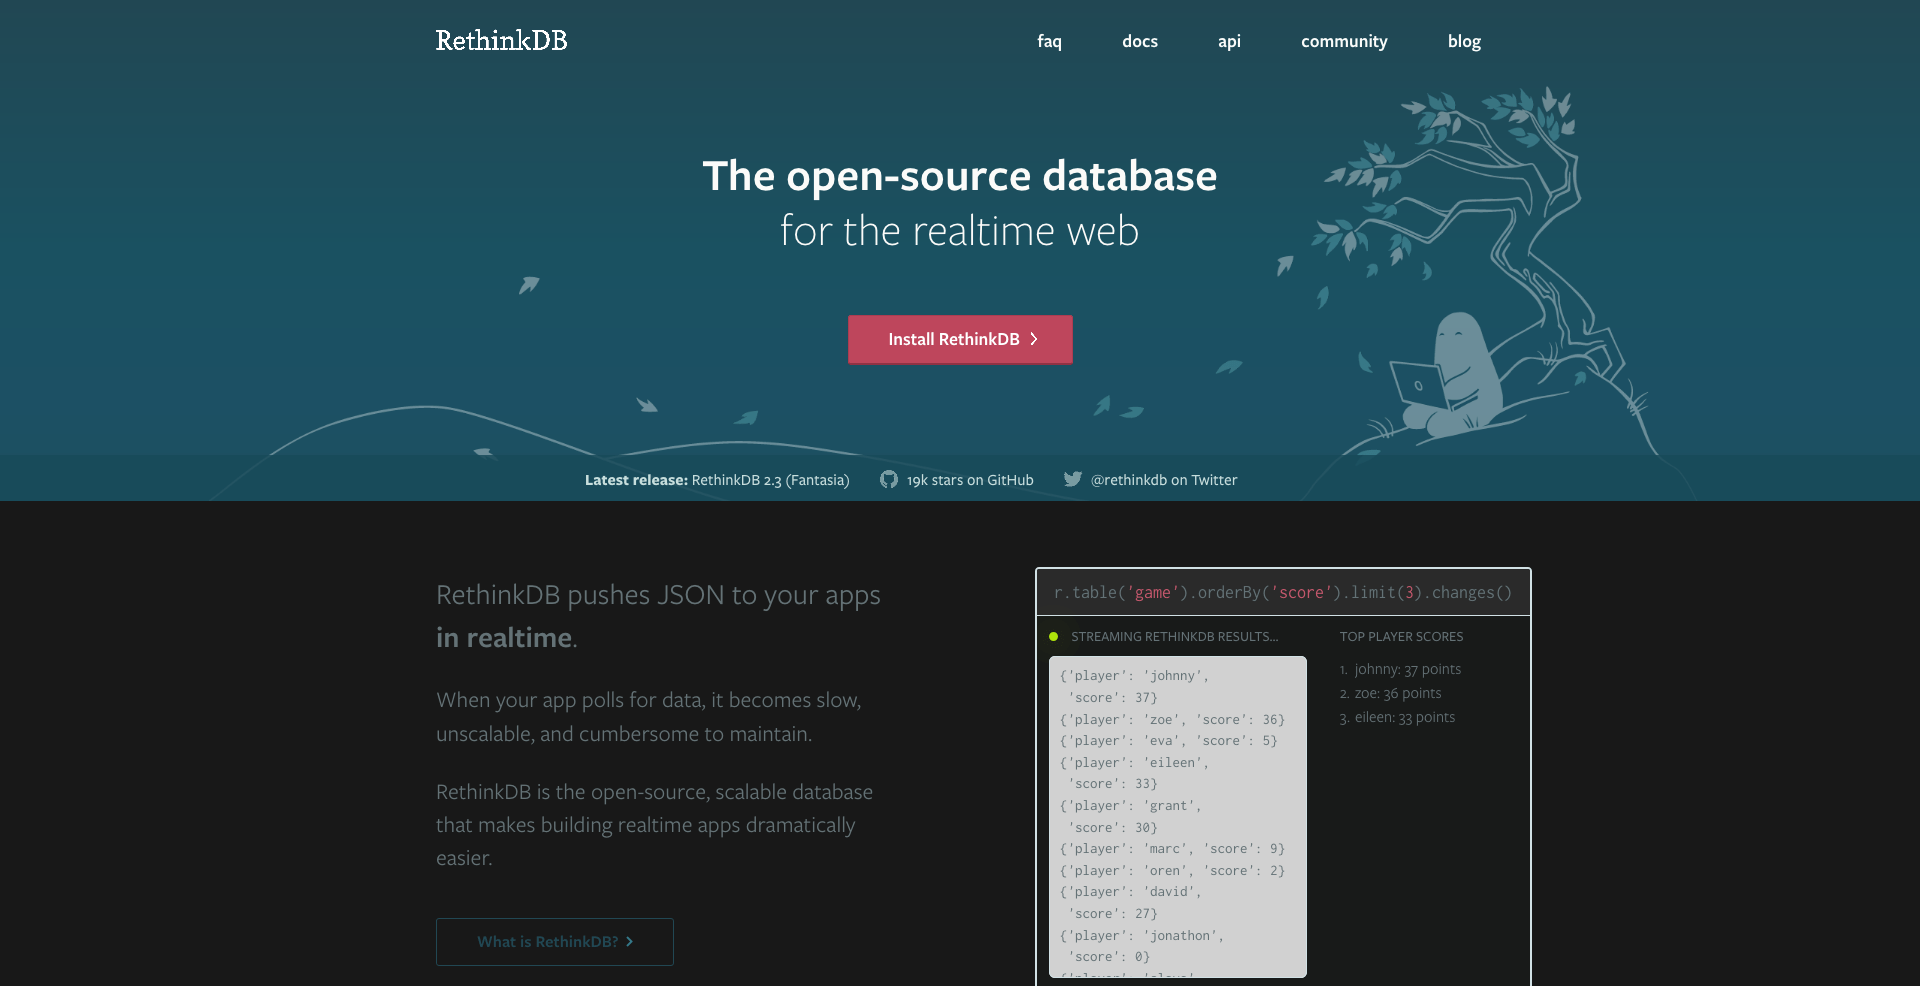 RethinkDB
faq docs api community blog
The open-source database
for the realtime web
Install RethinkDB
Latest release: RethinkDB 2.3 (Fantasia) 19k stars on GitHub @rethinkdb on Twitter
RethinkDB pushes JSON to your apps
in realtime.
When your app polls for data, it becomes slow,
unscalable, and cumbersome to maintain.
RethinkDB is the open-source, scalable database
that makes building realtime apps dramatically
easier.
What is RethinkDB?
r.table('game').orderBy('score').limit(3).changes()
STREAMING RETHINKDB RESULTS...
{'player': 'johnny',
'score': 37}
{'player': 'zoe', 'score': 36}
{'player': 'eva', 'score': 5}
{'player': 'eileen',
'score': 33}
{'player': 'grant',
'score': 30}
{'player': 'marc', 'score': 9}
{'player': 'oren', 'score': 2}
{'player': 'david',
'score': 27}
{'player': 'jonathon',
'score': 0}
TOP PLAYER SCORES
1. johnny: 37 points
2. zoe: 36 points
3. eileen: 33 points